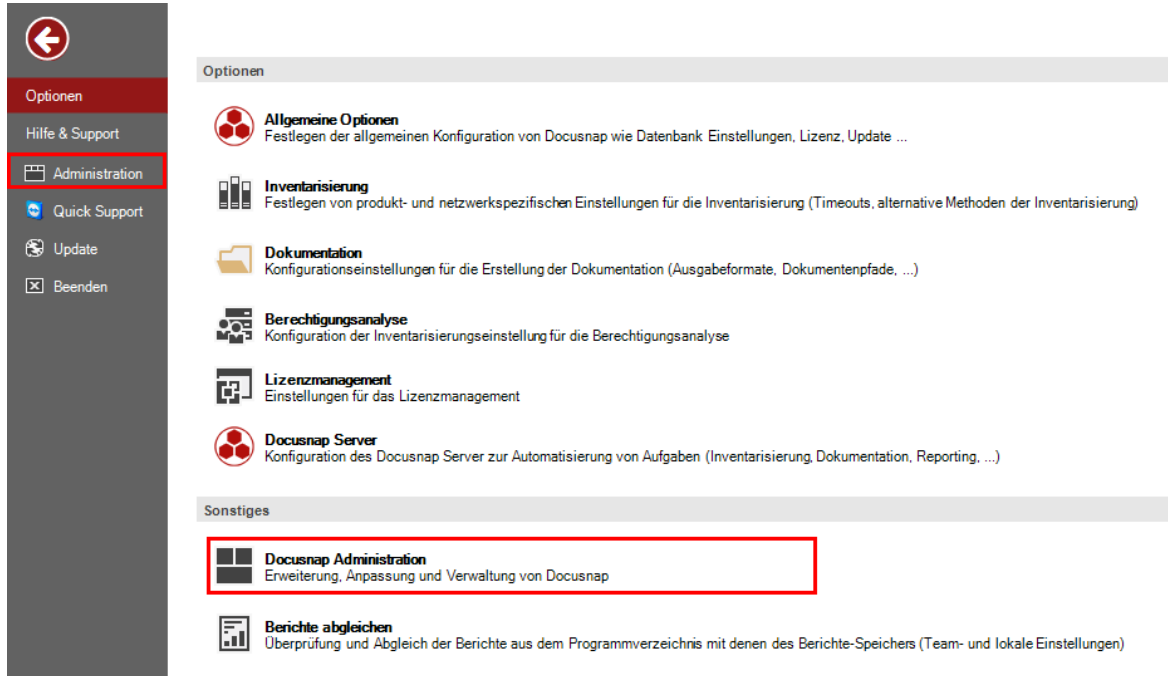 Optionen
Hilfe & Support
Administration
Quick Support
Update
Beenden
Optionen
Allgemeine Optionen
Festlegen der allgemeinen Konfiguration von Docusnap wie Datenbank Einstellungen, Lizenz, Update ...
Inventarisierung
Festlegen von produkt- und netzwerkspezifischen Einstellungen für die Inventarisierung (Timeouts, alternative Methoden der Inventarisierung)
Dokumentation
Konfigurationseinstellungen für die Erstellung der Dokumentation (Ausgabeformate, Dokumentenpfade, ...)
Berechtigungsanalyse
Konfiguration der Inventarisierungseinstellung für die Berechtigungsanalyse
Lizenzmanagement
Einstellungen für das Lizenzmanagement
Docusnap Server
Konfiguration des Docusnap Server zur Automatisierung von Aufgaben (Inventarisierung, Dokumentation, Reporting, ...)
Sonstiges
Docusnap Administration
Erweiterung, Anpassung und Verwaltung von Docusnap
Berichte abgleichen
Überprüfung und Abgleich der Berichte aus dem Programmverzeichnis mit denen des Berichte-Speichers (Team- und lokale Einstellungen)